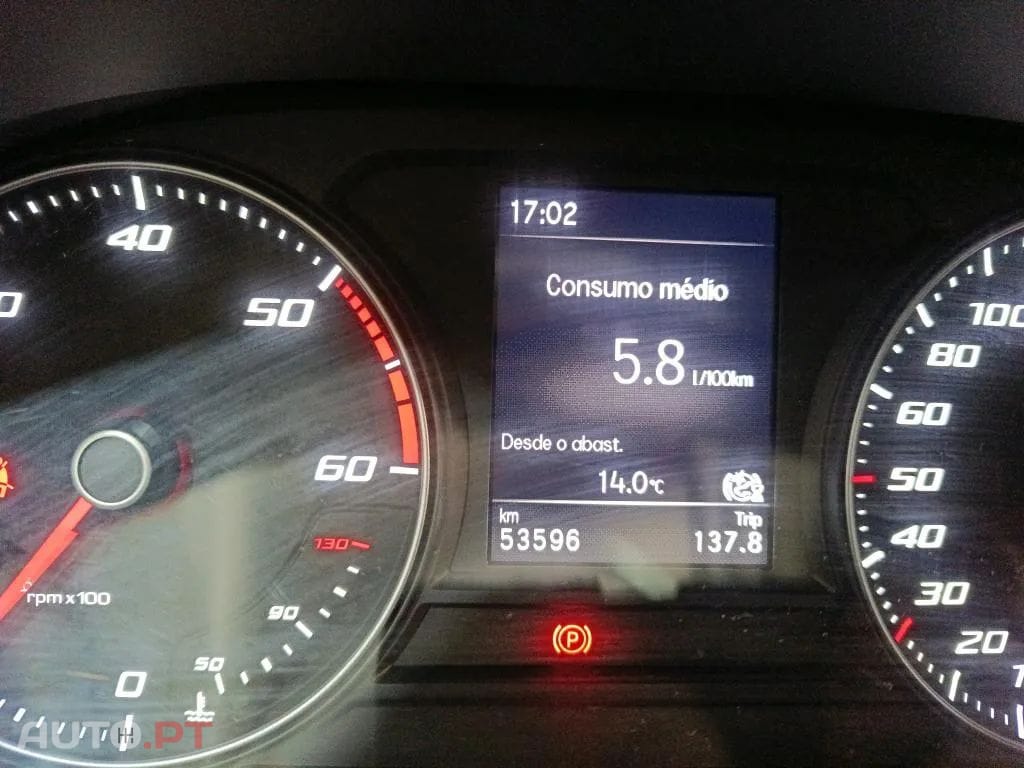 17:02
Consumo médio
5.8 l/100km
Desde o abast.
14.0°C
km
Trip
53596
137.8
40
50
60
130
90
50
rpm x100
0
P
100
80
60
50
40
30
20
AUTO.PT